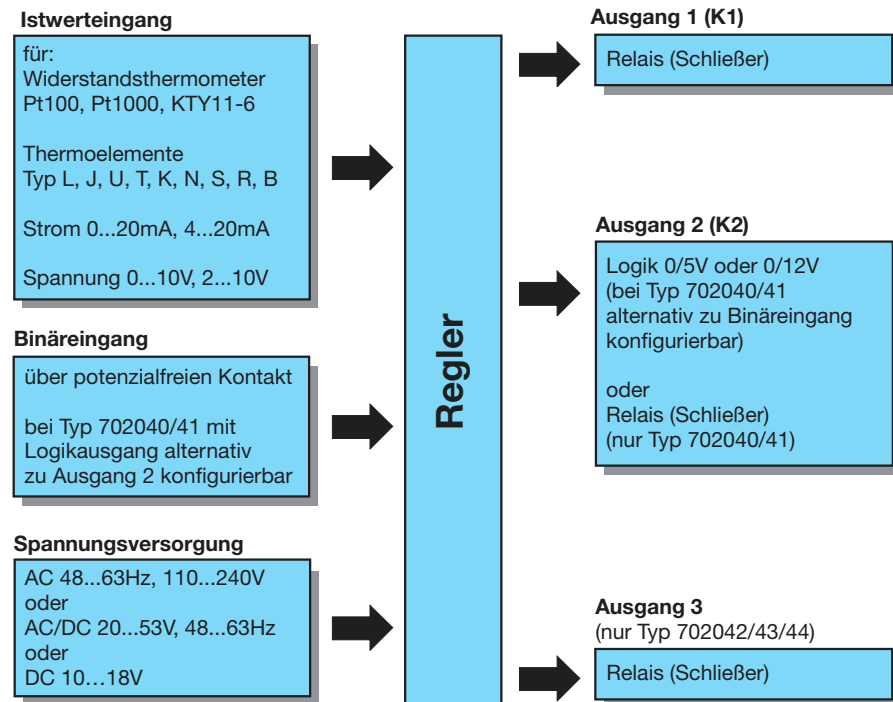 Istwerteingang
für:
Widerstandsthermometer
Pt100, Pt1000, KTY11-6
Thermoelemente
Typ L, J, U, T, K, N, S, R, B
Strom 0...20mA, 4...20mA
Spannung 0...10V, 2...10V
Binäreingang
über potenzialfreien Kontakt
bei Typ 702040/41 mit
Logikausgang alternativ
zu Ausgang 2 konfigurierbar
Spannungsversorgung
AC 48...63Hz, 110...240V
oder
AC/DC 20...53V, 48...63Hz
oder
DC 10...18V
Regler
Ausgang 1 (K1)
Relais (Schließer)
Ausgang 2 (K2)
Logik 0/5V oder 0/12V
(bei Typ 702040/41
alternativ zu Binäreingang
konfigurierbar)
oder
Relais (Schließer)
(nur Typ 702040/41)
Ausgang 3
(nur Typ 702042/43/44)
Relais (Schließer)